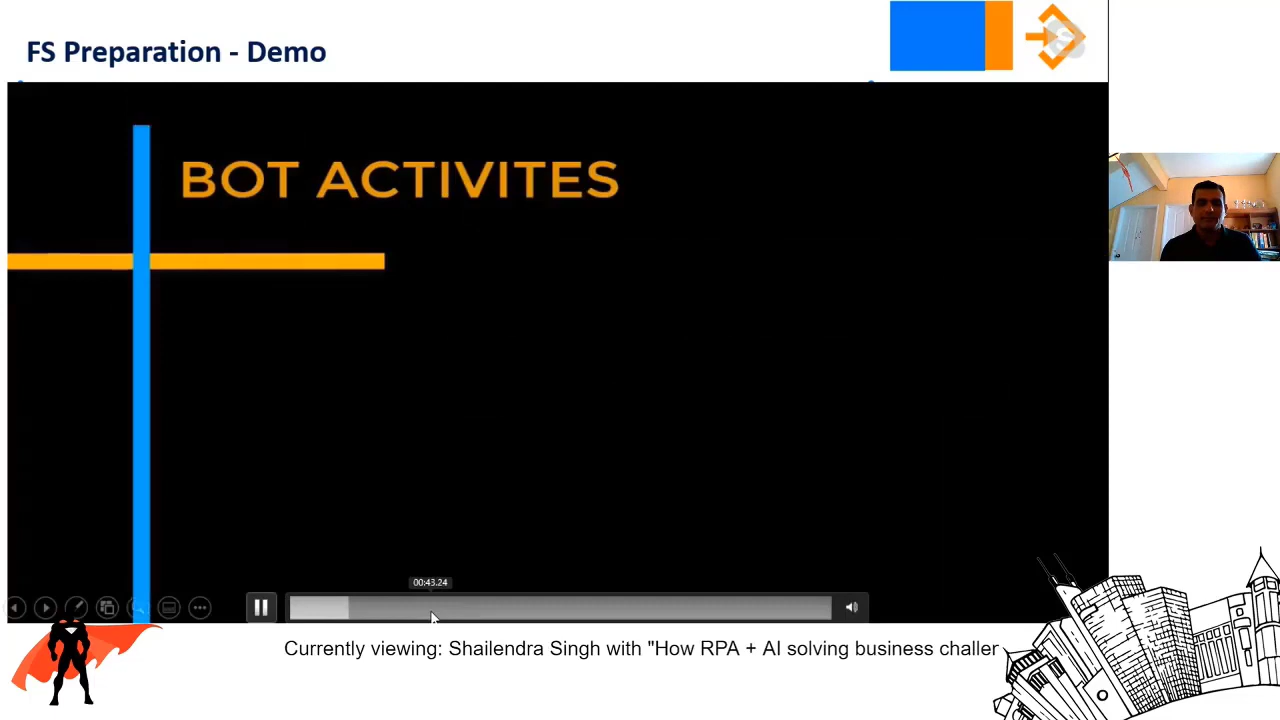 FS Preparation - Demo
BOT ACTIVITES
00:43.24
Currently viewing: Shailendra Singh with "How RPA + AI solving business challer